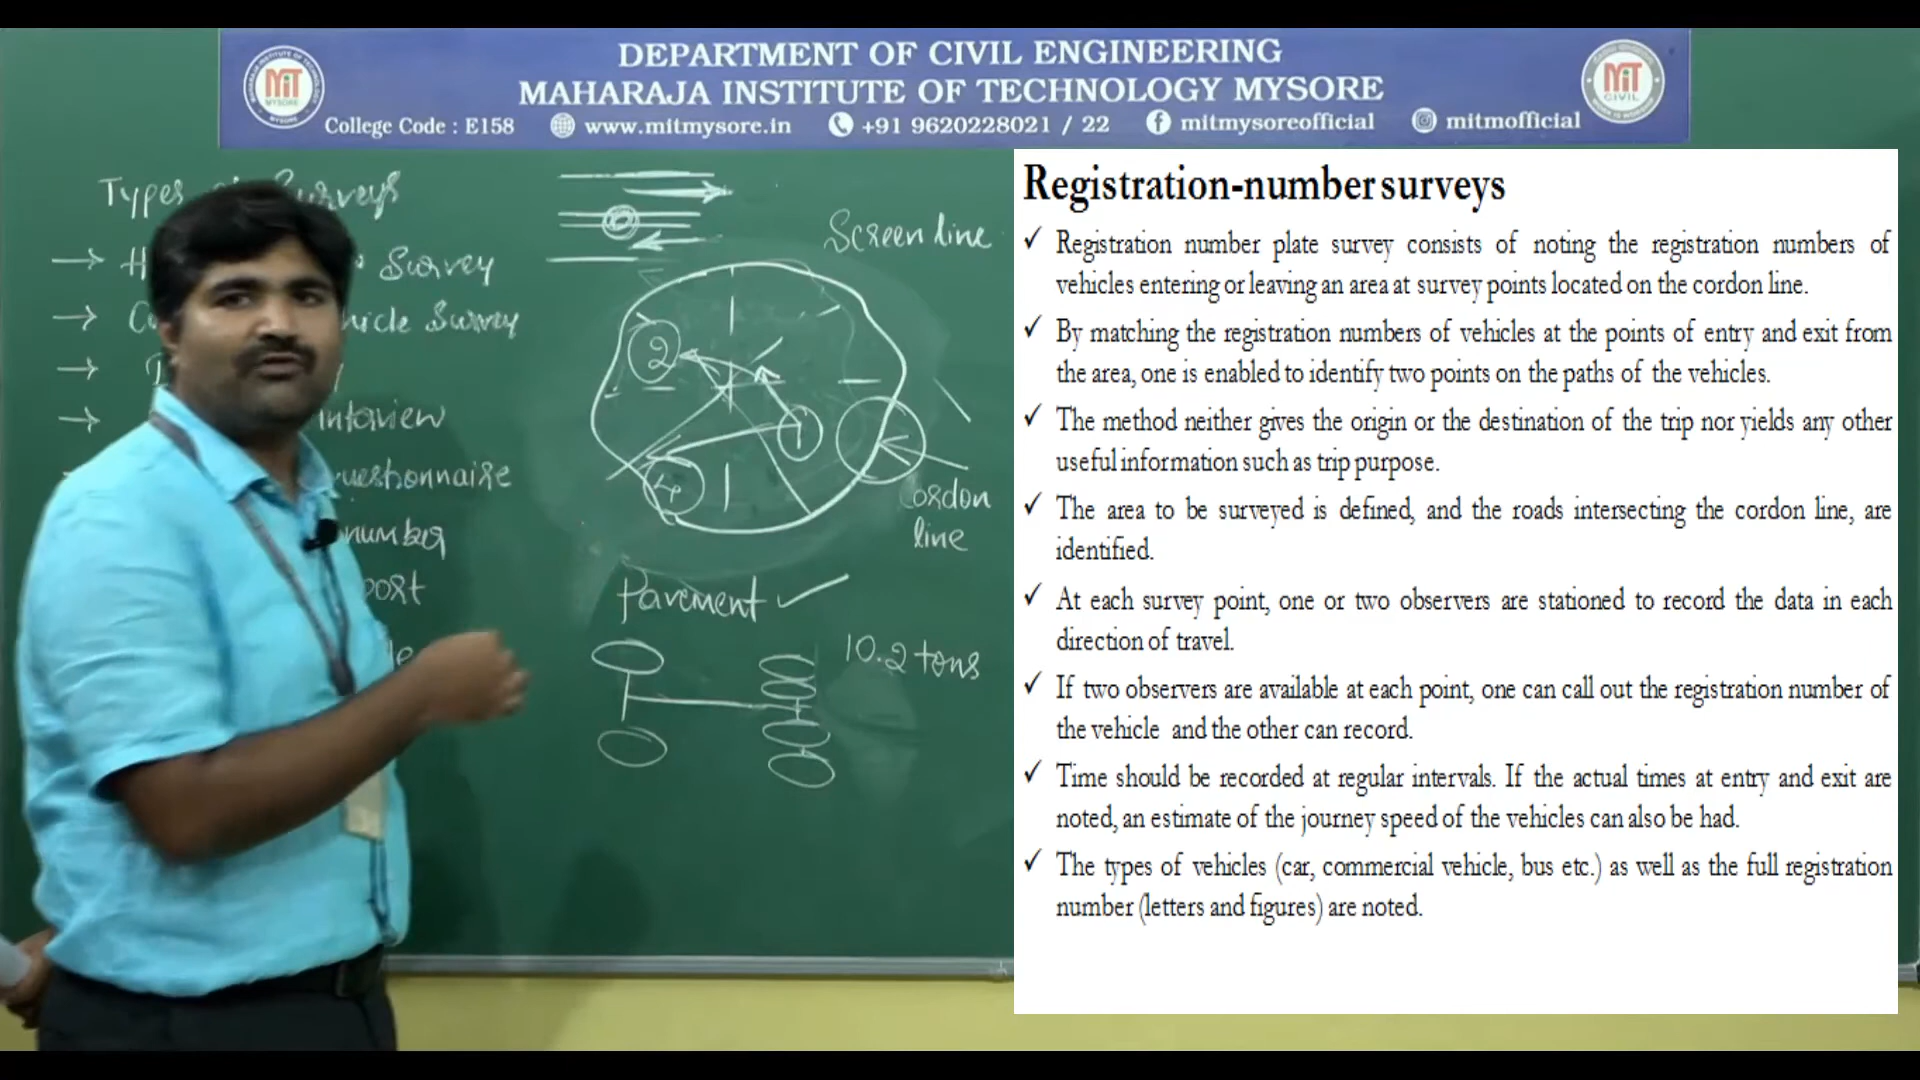 DEPARTMENT OF CIVIL ENGINEERING
MAHARAJA INSTITUTE OF TECHNOLOGY MYSORE
College Code : E158 www.mitmysore.in +91 9620228021 / 22 mitmysoreofficial mitmofficial
MIT
MYSORE
MIT
CIVIL
Types Surveys
Survey
Survey
Interview
number
post
Screen line
2
1
4
Cordon
line
Pavement
10.2 tons
Registration-number surveys
✓ Registration number plate survey consists of noting the registration numbers of
vehicles entering or leaving an area at survey points located on the cordon line.
✓ By matching the registration numbers of vehicles at the points of entry and exit from
the area, one is enabled to identify two points on the paths of the vehicles.
✓ The method neither gives the origin or the destination of the trip nor yields any other
useful information such as trip purpose.
✓ The area to be surveyed is defined, and the roads intersecting the cordon line, are
identified.
✓ At each survey point, one or two observers are stationed to record the data in each
direction of travel.
✓ If two observers are available at each point, one can call out the registration number of
the vehicle and the other can record.
✓ Time should be recorded at regular intervals. If the actual times at entry and exit are
noted, an estimate of the journey speed of the vehicles can also be had.
✓ The types of vehicles (car, commercial vehicle, bus etc.) as well as the full registration
number (letters and figures) are noted.